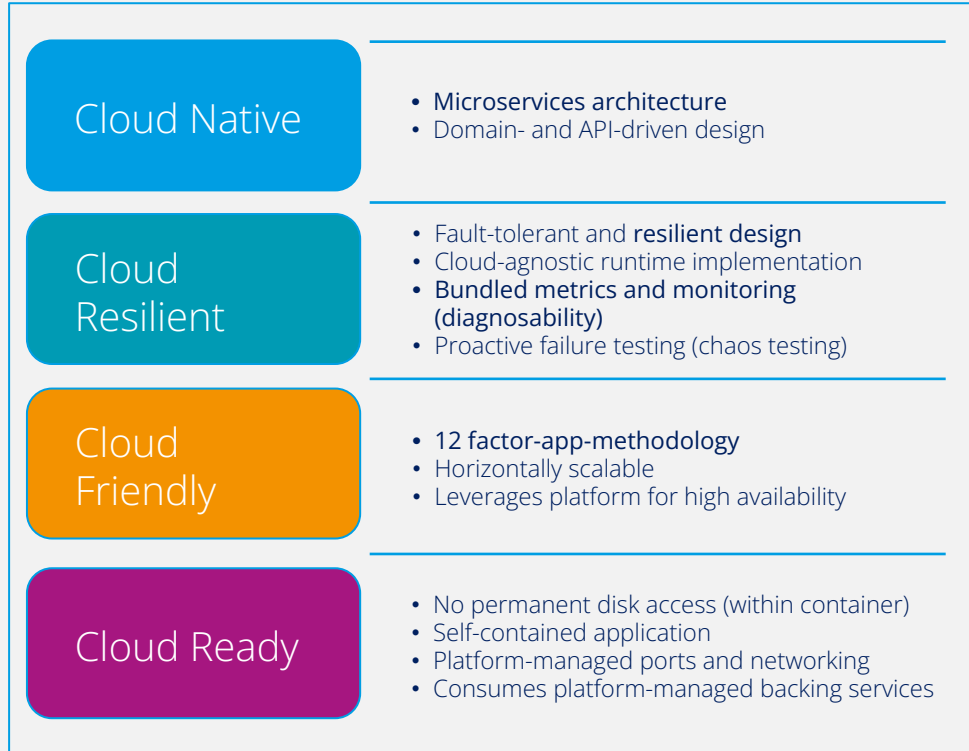 Cloud Native
• Microservices architecture
• Domain- and API-driven design
Cloud
Resilient
• Fault-tolerant and resilient design
• Cloud-agnostic runtime implementation
• Bundled metrics and monitoring
(diagnosability)
• Proactive failure testing (chaos testing)
Cloud
Friendly
• 12 factor-app-methodology
• Horizontally scalable
• Leverages platform for high availability
Cloud Ready
• No permanent disk access (within container)
• Self-contained application
• Platform-managed ports and networking
• Consumes platform-managed backing services